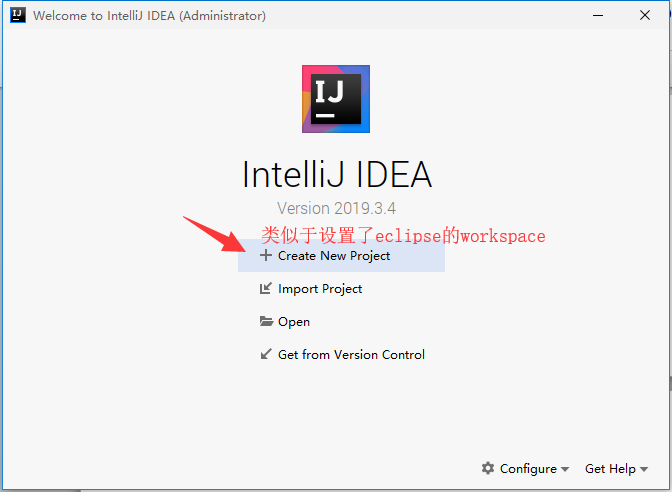 Welcome to IntelliJ IDEA (Administrator)
IJ
IntelliJ IDEA
Version 2019.3.4
类似于设置了eclipse的workspace
Create New Project
Import Project
Open
Get from Version Control
Configure
Get Help